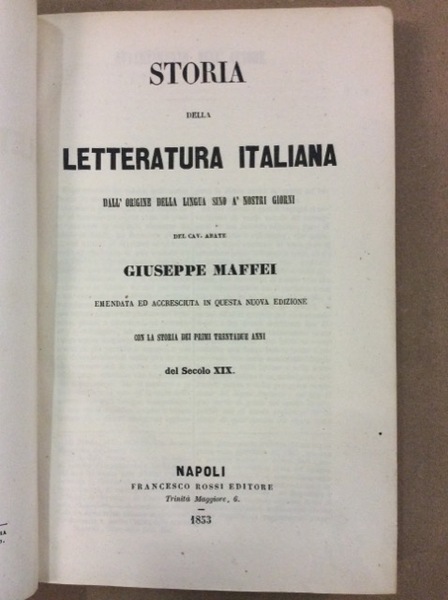 STORIA
DELLA
LETTERATURA ITALIANA
DALL' ORIGINE DELLA LINGUA SINO A' NOSTRI GIORNI
DEL CAV. ABATE
GIUSEPPE MAFFEI
EMENDATA ED ACCRESCIUTA IN QUESTA NUOVA EDIZIONE
CON LA STORIA DEI PRIMI TRENTADUE ANNI
del Secolo XIX.
NAPOLI
FRANCESCO ROSSI EDITORE
Trinità Maggiore, 6.
1853